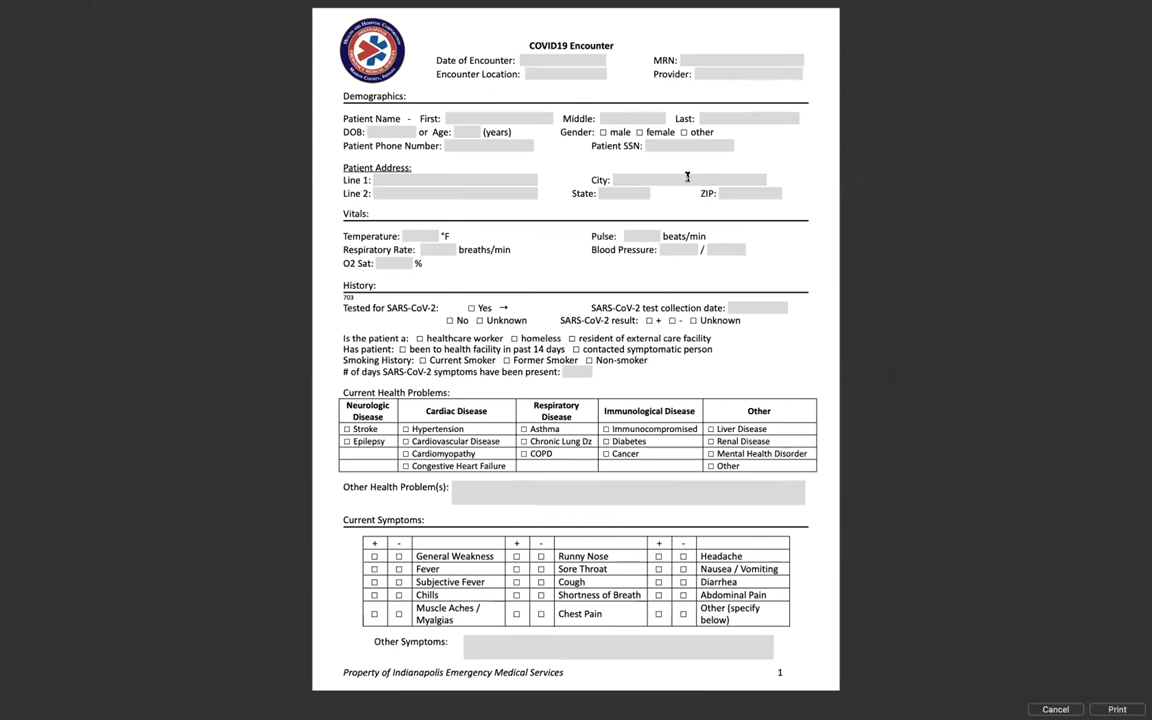 COVID19 Encounter
Date of Encounter: MRN:
Encounter Location: Provider:
Demographics:
Patient Name - First: Middle: Last:
DOB: or Age: (years) Gender: ☐ male ☐ female ☐ other
Patient Phone Number: Patient SSN:
Patient Address:
Line 1: City:
Line 2: State: ZIP:
Vitals:
Temperature: °F Pulse: beats/min
Respiratory Rate: breaths/min Blood Pressure: /
O2 Sat: %
History:
703
Tested for SARS-CoV-2: ☐ Yes → SARS-CoV-2 test collection date:
☐ No ☐ Unknown SARS-CoV-2 result: ☐ + ☐ - ☐ Unknown
Is the patient a: ☐ healthcare worker ☐ homeless ☐ resident of external care facility
Has patient: ☐ been to health facility in past 14 days ☐ contacted symptomatic person
Smoking History: ☐ Current Smoker ☐ Former Smoker ☐ Non-smoker
# of days SARS-CoV-2 symptoms have been present:
Current Health Problems:
Neurologic Disease Cardiac Disease Respiratory Disease Immunological Disease Other
☐ Stroke ☐ Hypertension ☐ Asthma ☐ Immunocompromised ☐ Liver Disease
☐ Epilepsy ☐ Cardiovascular Disease ☐ Chronic Lung Dz ☐ Diabetes ☐ Renal Disease
☐ Cardiomyopathy ☐ COPD ☐ Cancer ☐ Mental Health Disorder
☐ Congestive Heart Failure ☐ Other
Other Health Problem(s):
Current Symptoms:
+ - + - + -
☐ ☐ General Weakness ☐ ☐ Runny Nose ☐ ☐ Headache
☐ ☐ Fever ☐ ☐ Sore Throat ☐ ☐ Nausea / Vomiting
☐ ☐ Subjective Fever ☐ ☐ Cough ☐ ☐ Diarrhea
☐ ☐ Chills ☐ ☐ Shortness of Breath ☐ ☐ Abdominal Pain
☐ ☐ Muscle Aches / Myalgias ☐ ☐ Chest Pain ☐ ☐ Other (specify below)
Other Symptoms:
Property of Indianapolis Emergency Medical Services 1
Cancel Print